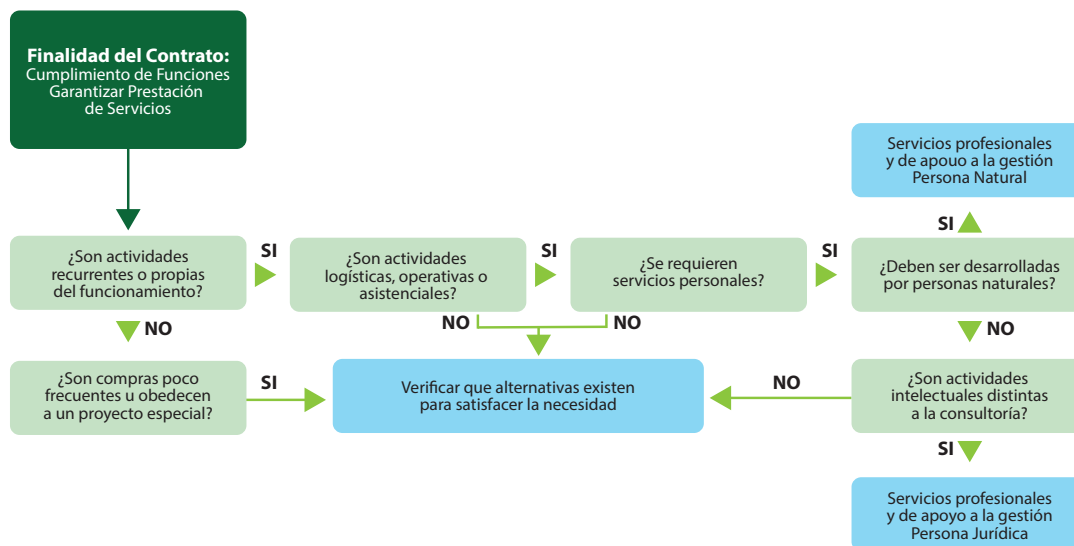 Finalidad del Contrato:
Cumplimiento de Funciones
Garantizar Prestación
de Servicios
Servicios profesionales
y de apouo a la gestión
Persona Natural
SI
¿Son actividades
recurrentes o propias
del funcionamiento?
SI
¿Son actividades
logísticas, operativas o
asistenciales?
SI
¿Se requieren
servicios personales?
SI
¿Deben ser desarrolladas
por personas naturales?
NO
NO
NO
NO
¿Son compras poco
frecuentes u obedecen
a un proyecto especial?
SI
Verificar que alternativas existen
para satisfacer la necesidad
NO
¿Son actividades
intelectuales distintas
a la consultoría?
SI
Servicios profesionales
y de apoyo a la gestión
Persona Jurídica